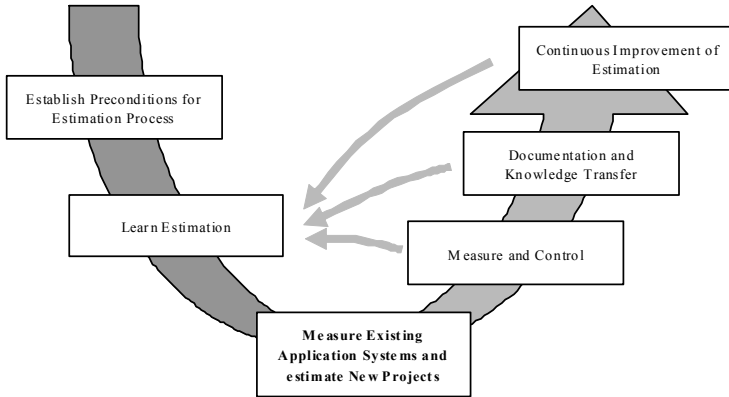 Establish Preconditions for
Estimation Process
Learn Estimation
Measure Existing
Application Systems and
estimate New Projects
Measure and Control
Documentation and
Knowledge Transfer
Continuous Improvement of
Estimation